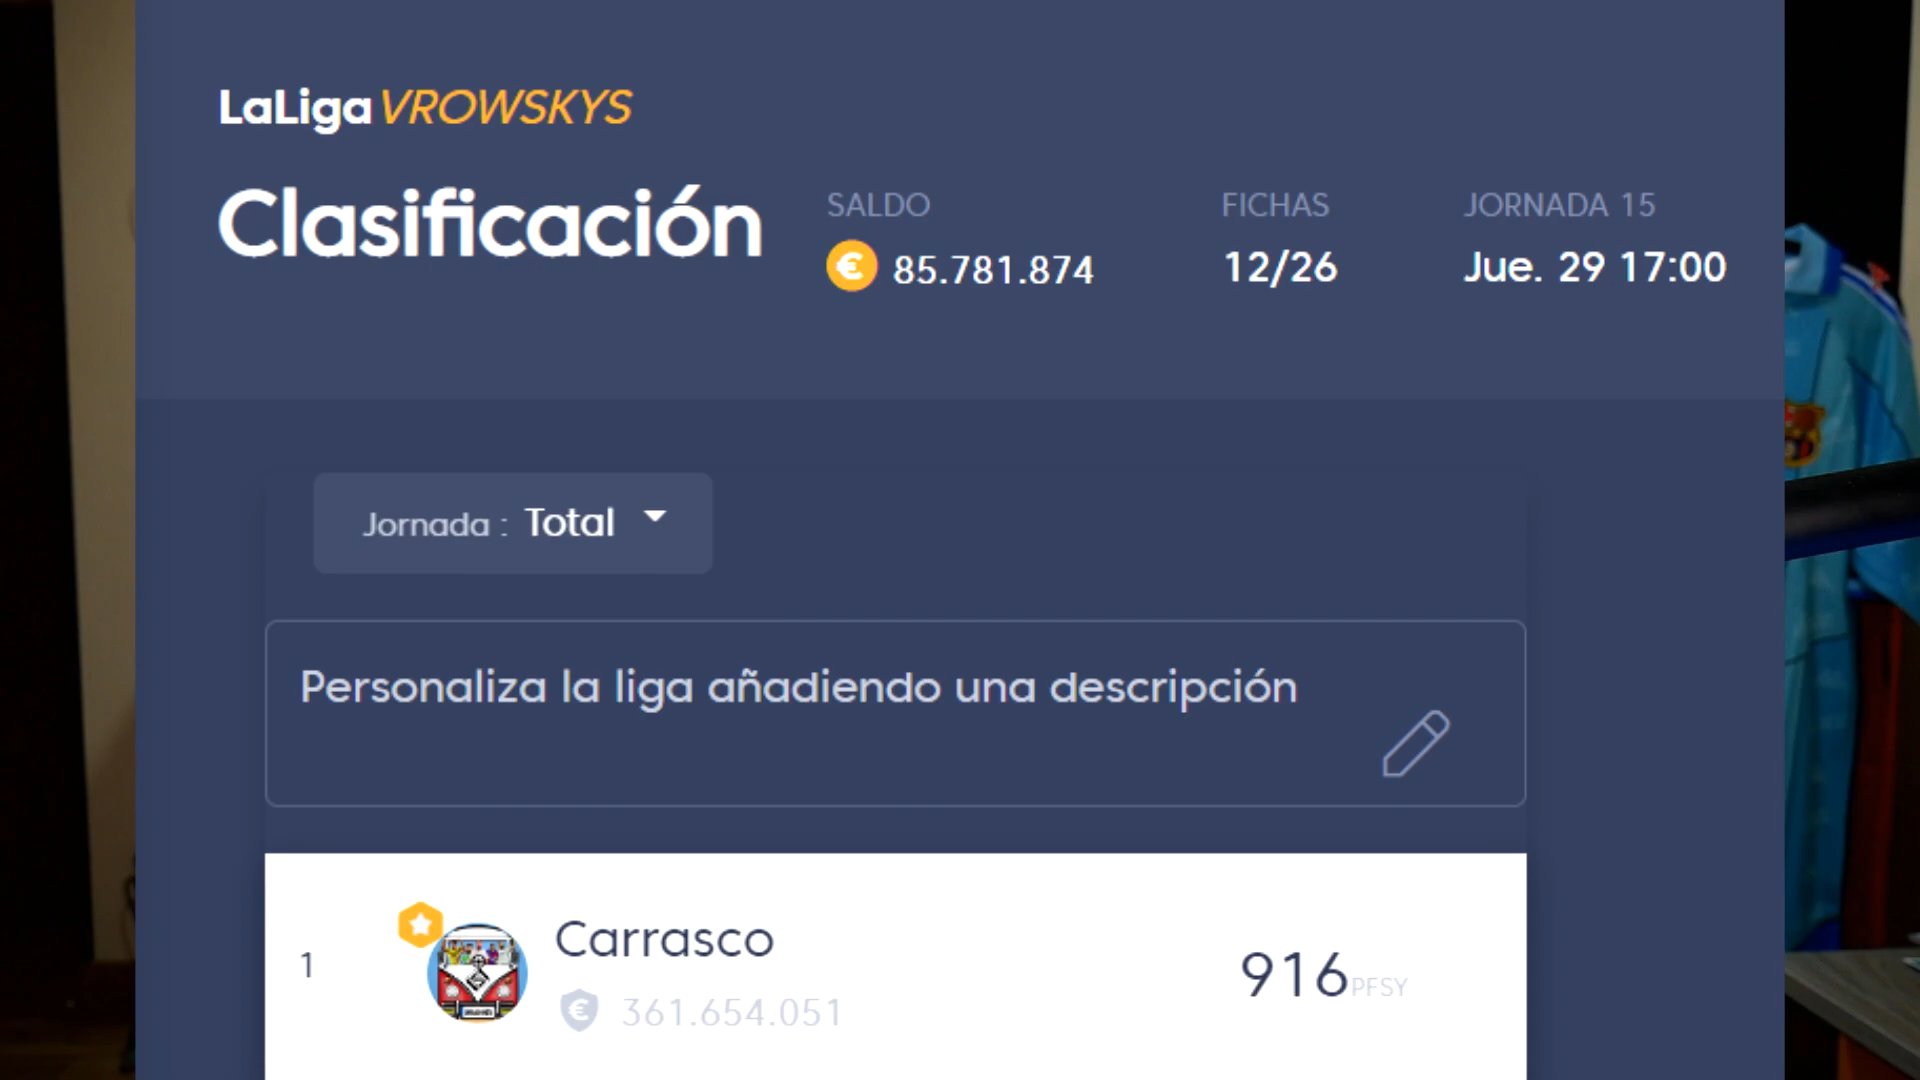 LaLiga VROWSKYS
Clasificación
SALDO
€ 85.781.874
FICHAS
12/26
JORNADA 15
Jue. 29 17:00
Jornada : Total
Personaliza la liga añadiendo una descripción
1
Carrasco
€ 361.654.051
916 PFSY